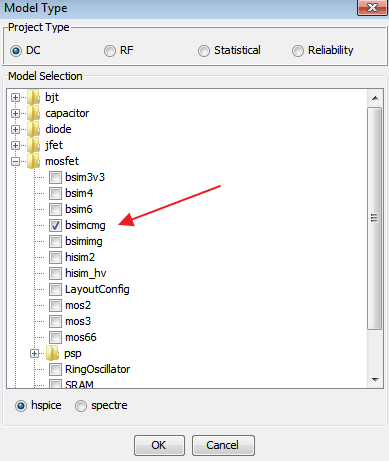 Model Type
Project Type
DC RF Statistical Reliability
Model Selection
bjt
capacitor
diode
jfet
mosfet
bsim3v3
bsim4
bsim6
bsimcmg
bsimimg
hisim2
hisim_hv
LayoutConfig
mos2
mos3
mos66
psp
RingOscillator
SRAM
hspice spectre
OK Cancel